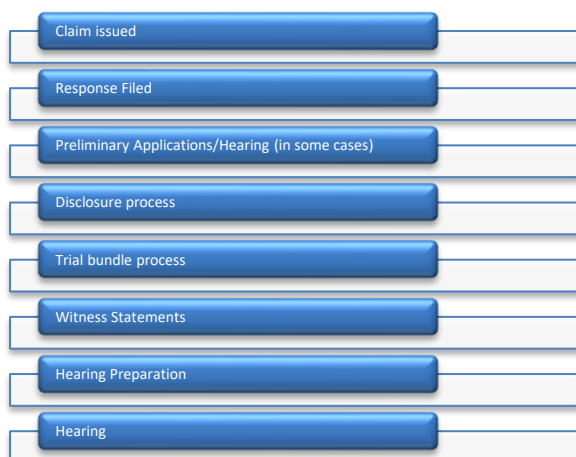 Claim issued
Response Filed
Preliminary Applications/Hearing (in some cases)
Disclosure process
Trial bundle process
Witness Statements
Hearing Preparation
Hearing